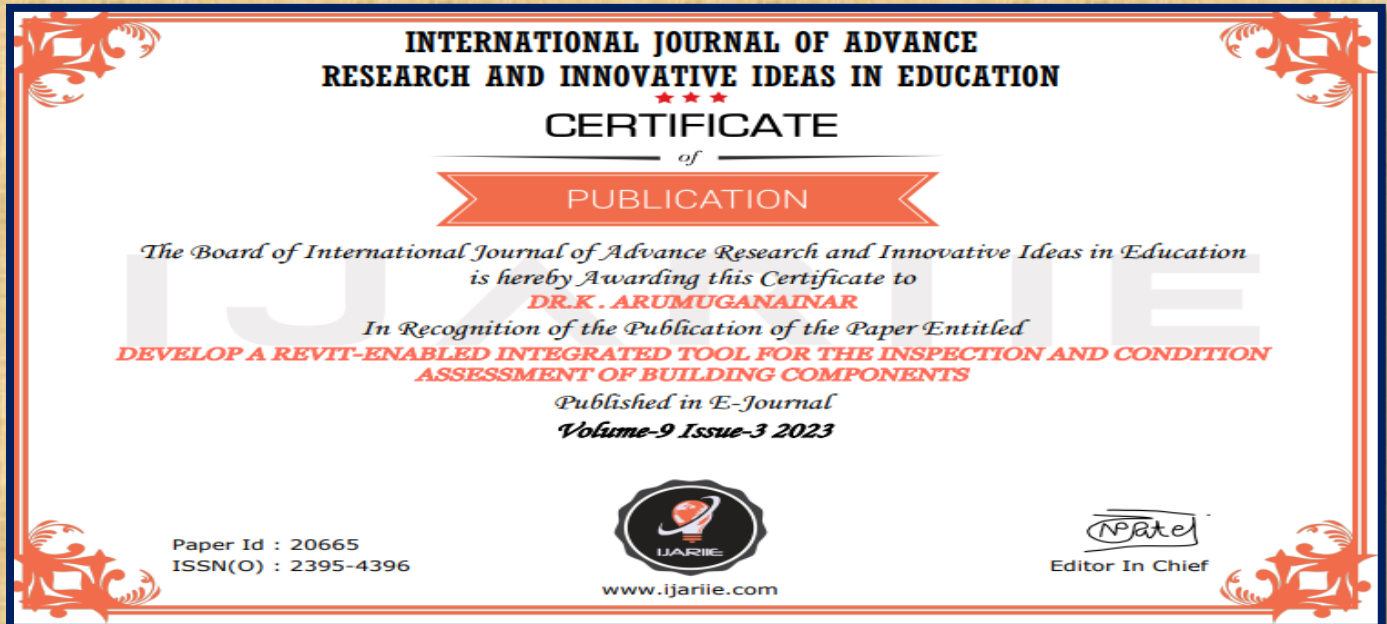 INTERNATIONAL JOURNAL OF ADVANCE
RESEARCH AND INNOVATIVE IDEAS IN EDUCATION
CERTIFICATE
of
PUBLICATION
IJARIIE
The Board of International Journal of Advance Research and Innovative Ideas in Education
is hereby Awarding this Certificate to
DR.K . ARUMUGANAINAR
In Recognition of the Publication of the Paper Entitled
DEVELOP A REVIT-ENABLED INTEGRATED TOOL FOR THE INSPECTION AND CONDITION
ASSESSMENT OF BUILDING COMPONENTS
Published in E-Journal
Volume-9 Issue-3 2023
Paper Id : 20665
ISSN(O) : 2395-4396
IJARIIE
www.ijariie.com
NPatel
Editor In Chief